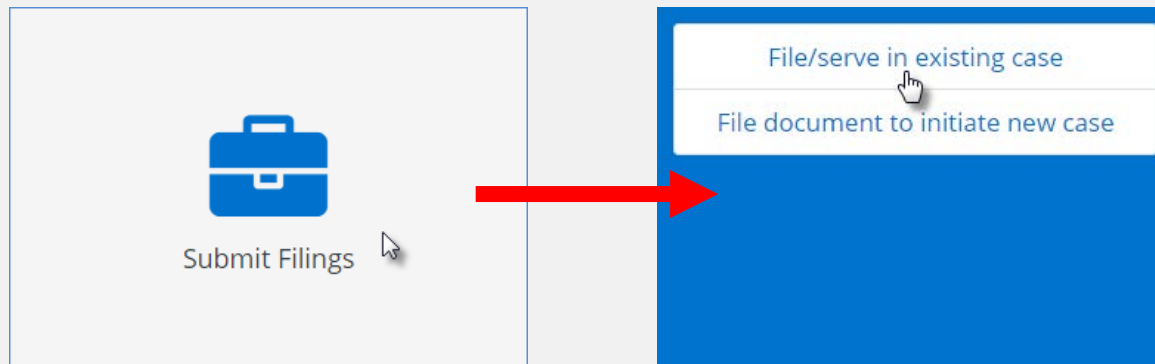 Submit Filings
File/serve in existing case
File document to initiate new case